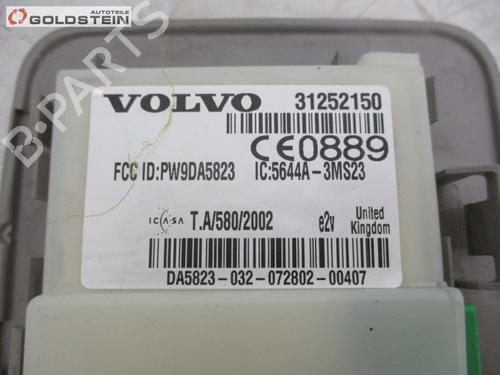 AUTOTEILE
GOLDSTEIN
B-PARTS
VOLVO 31252150
CE0889
FCC ID:PW9DA5823 IC:5644A-3MS23
ICASA T.A/580/2002 e2v United Kingdom
DA5823-032-072802-00407